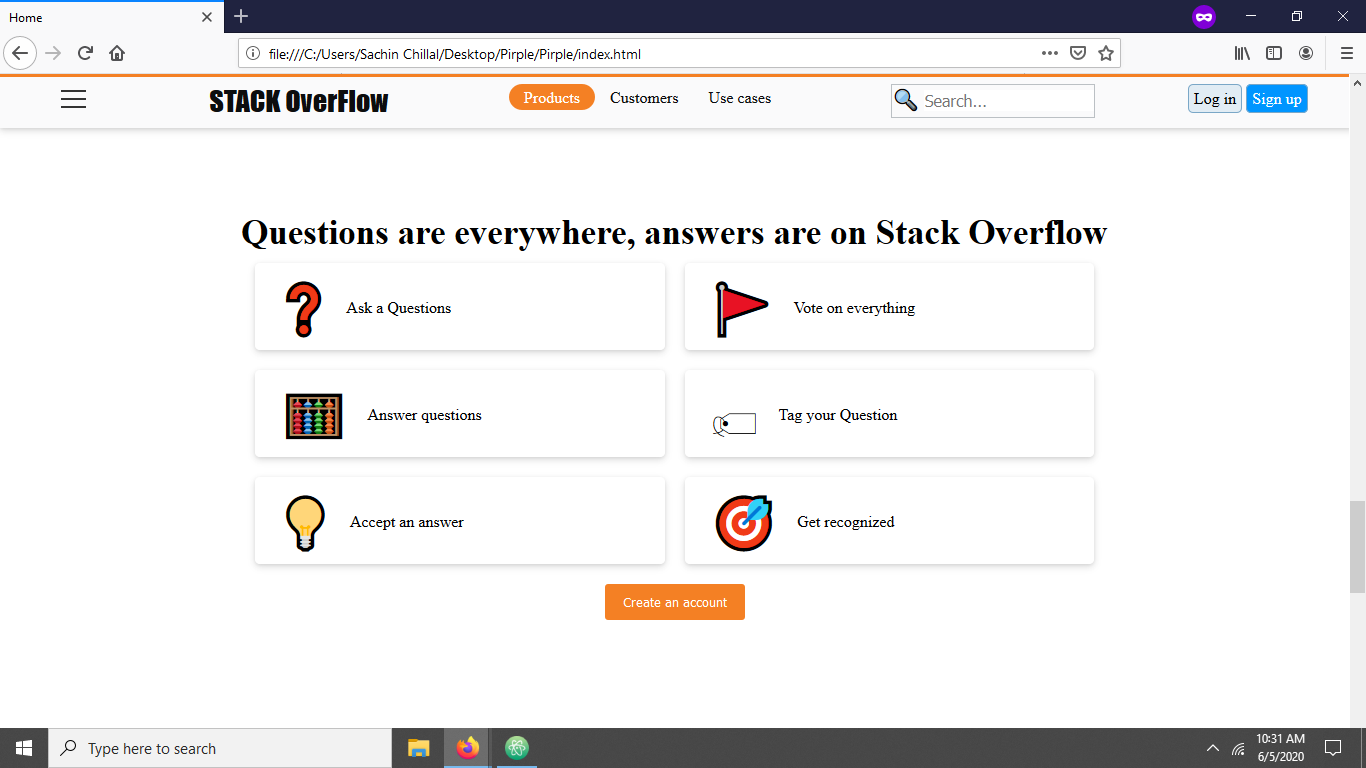 Home
file:///C:/Users/Sachin Chillal/Desktop/Pirple/Pirple/index.html
STACK OverFlow
Products Customers Use cases
Search...
Log in Sign up
Questions are everywhere, answers are on Stack Overflow
Ask a Questions
Vote on everything
Answer questions
Tag your Question
Accept an answer
Get recognized
Create an account
Type here to search
10:31 AM
6/5/2020